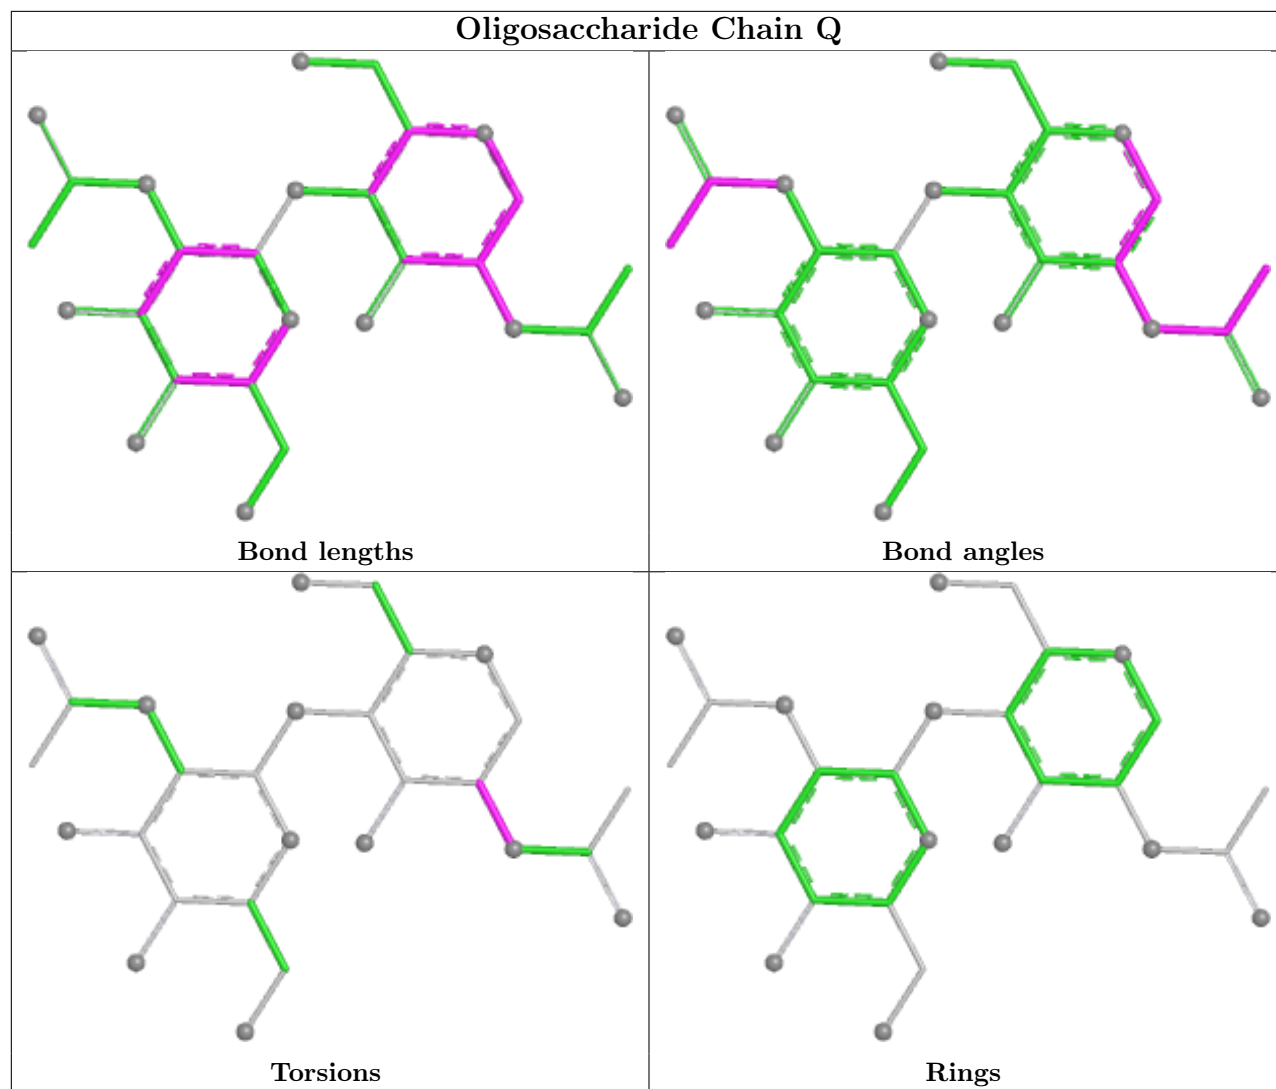 Oligosaccharide Chain Q
Bond lengths
Bond angles
Torsions
Rings